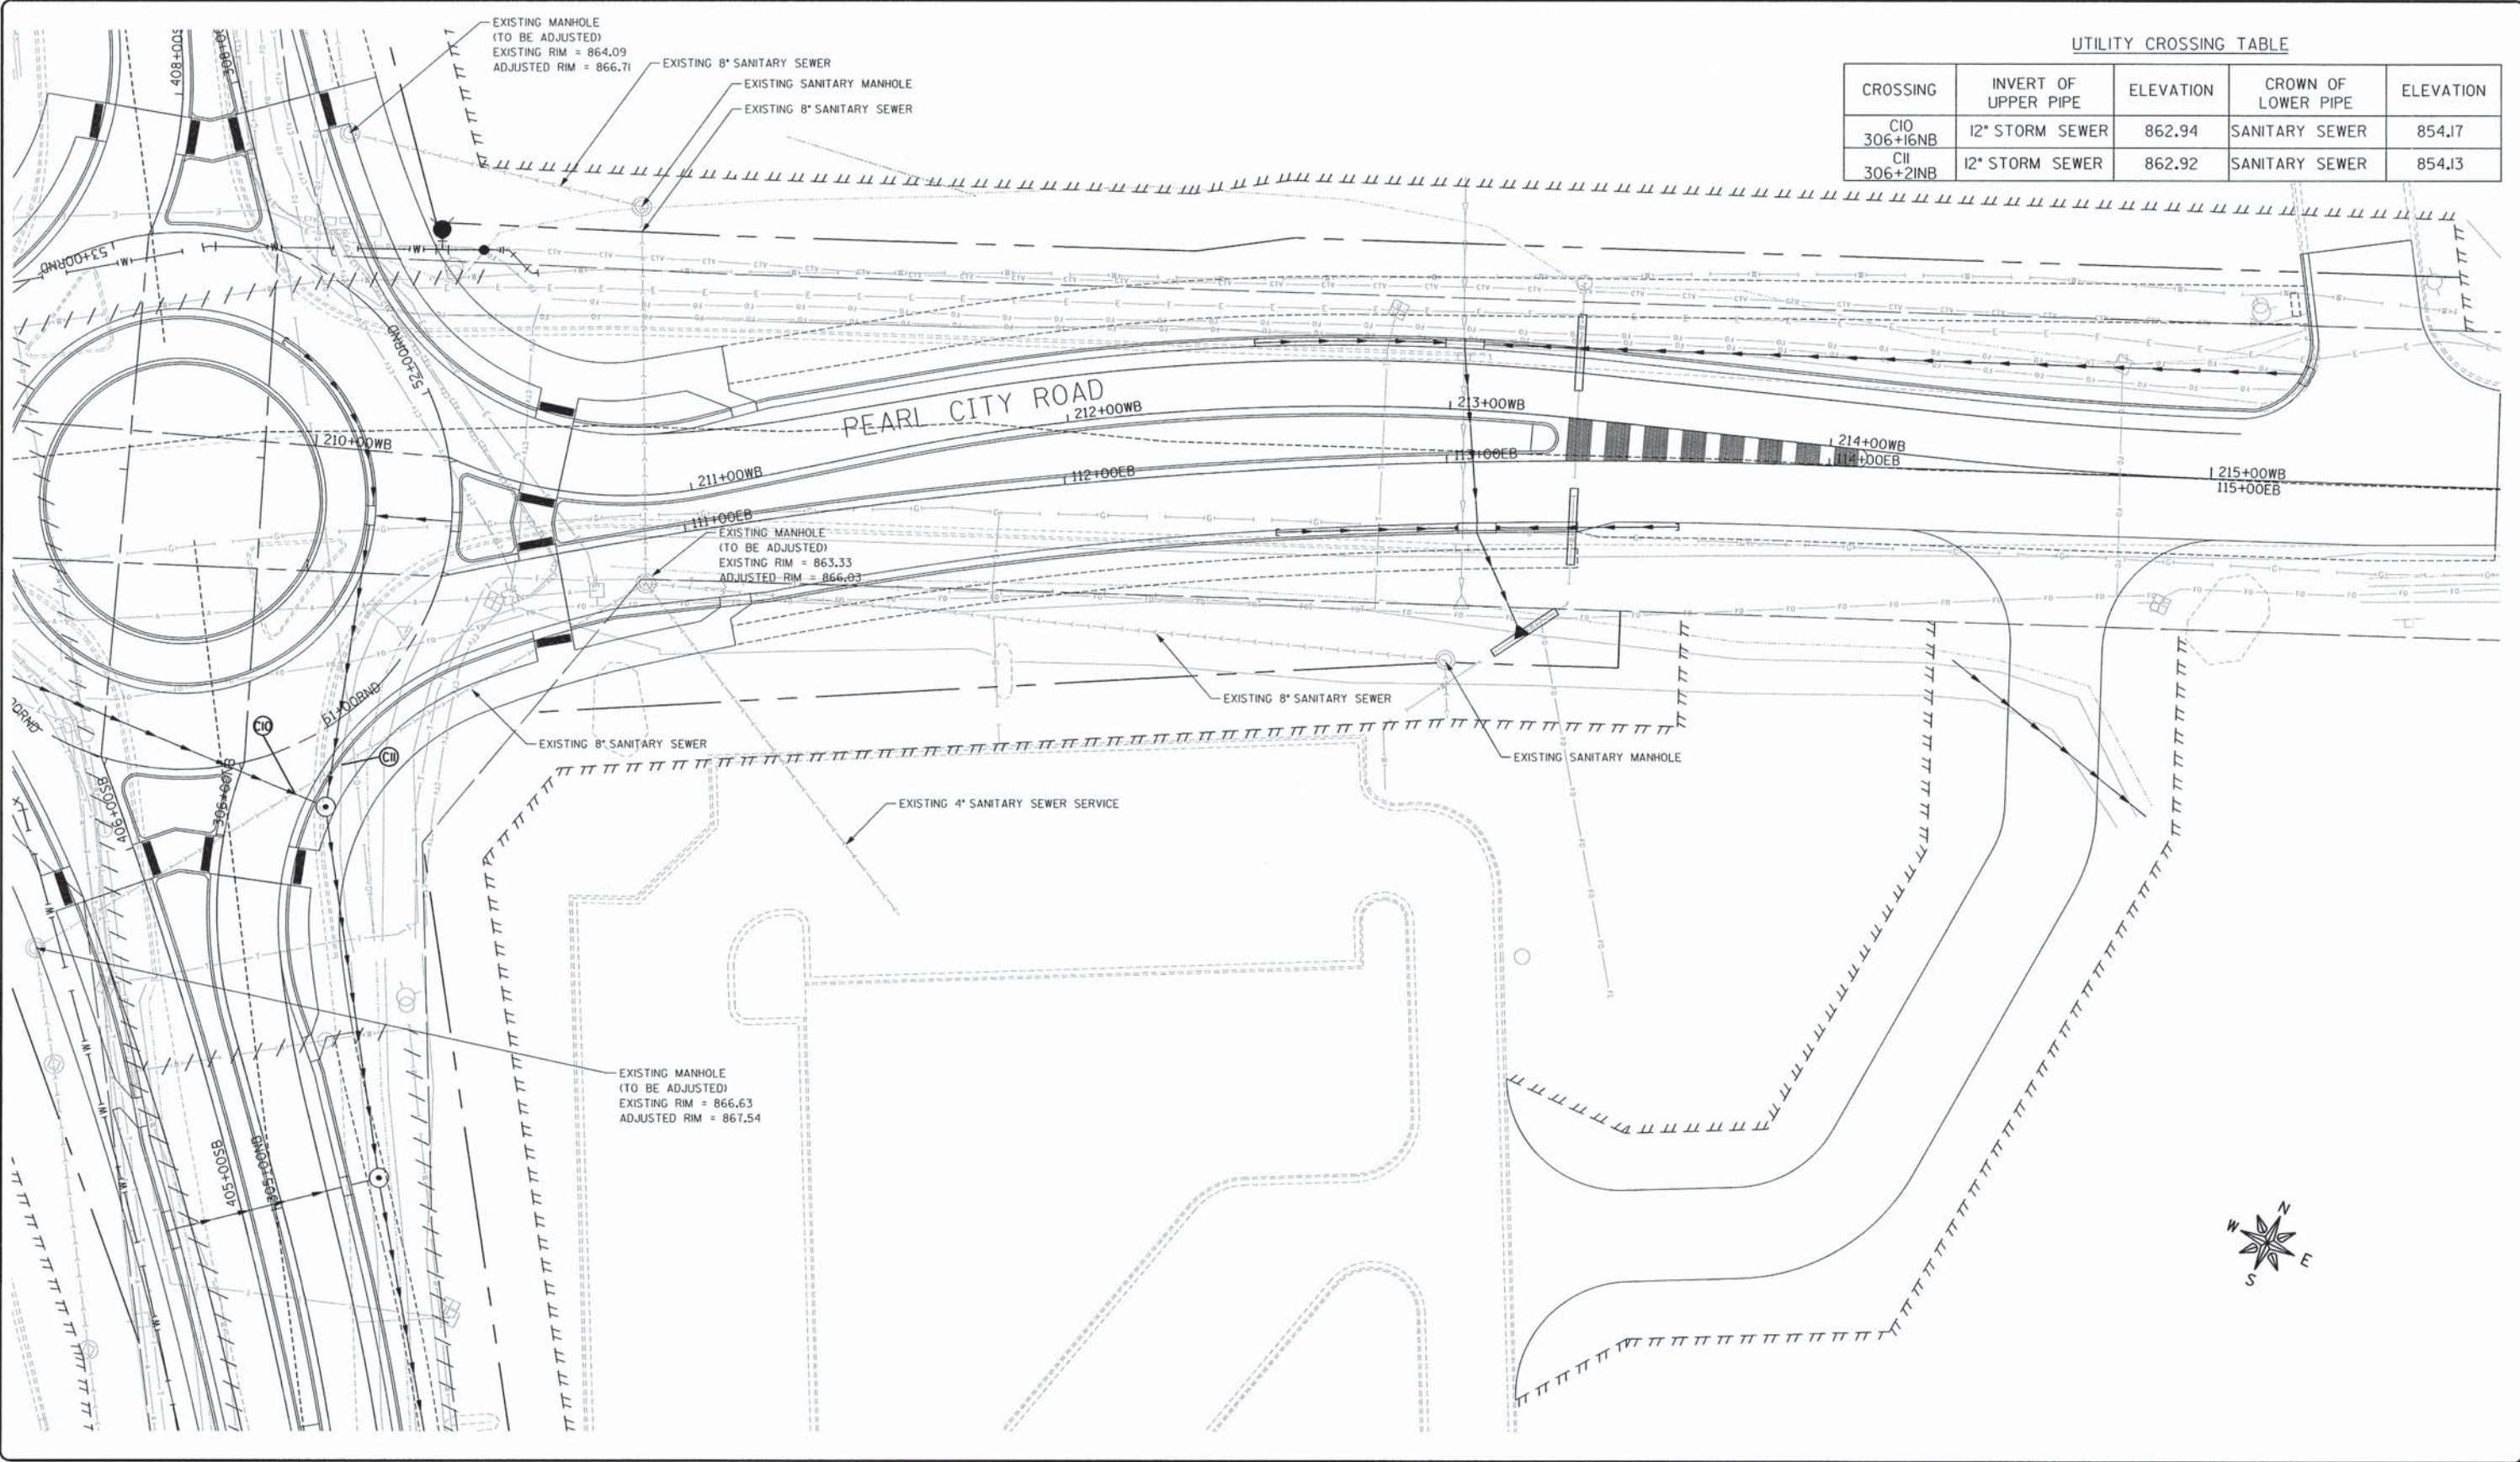 EXISTING MANHOLE
(TO BE ADJUSTED)
EXISTING RIM = 864.09
ADJUSTED RIM = 866.71
EXISTING 8" SANITARY SEWER
EXISTING SANITARY MANHOLE
EXISTING 8" SANITARY SEWER
UTILITY CROSSING TABLE
CROSSING INVERT OF UPPER PIPE ELEVATION CROWN OF LOWER PIPE ELEVATION
C10 306+16NB 12" STORM SEWER 862.94 SANITARY SEWER 854.17
C11 306+21NB 12" STORM SEWER 862.92 SANITARY SEWER 854.13
408+00S
53+00RND
52+00RND
PEARL CITY ROAD
210+00WB
211+00WB
212+00WB
213+00WB
214+00WB
215+00WB
111+00EB
112+00EB
113+00EB
114+00EB
115+00EB
EXISTING MANHOLE
(TO BE ADJUSTED)
EXISTING RIM = 863.33
ADJUSTED RIM = 866.03
51+00RND
00RND
C10
C11
406+00SB
306+00NB
EXISTING 8" SANITARY SEWER
EXISTING 8" SANITARY SEWER
EXISTING SANITARY MANHOLE
EXISTING 4" SANITARY SEWER SERVICE
EXISTING MANHOLE
(TO BE ADJUSTED)
EXISTING RIM = 866.63
ADJUSTED RIM = 867.54
405+00SB
305+00NB
N
W
E
S